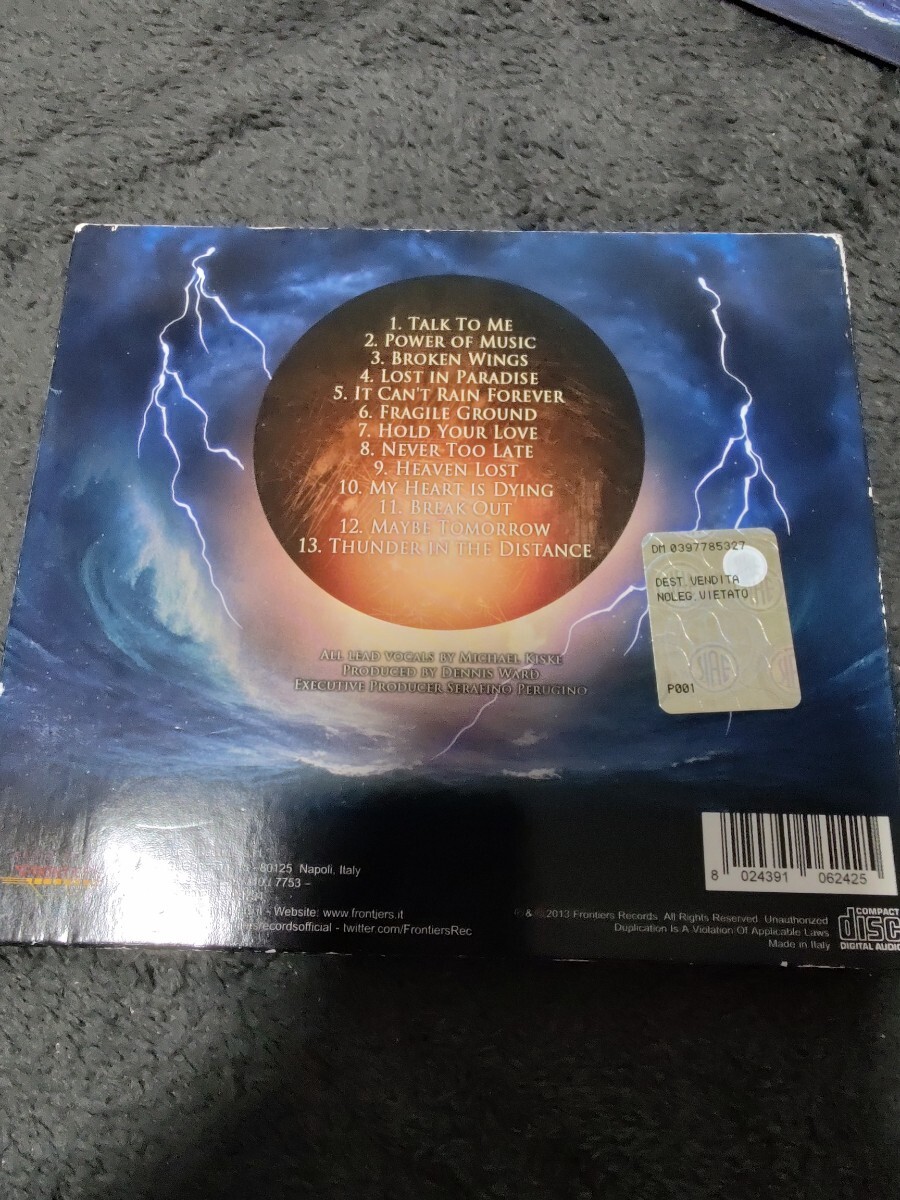 1. Talk To Me
2. Power of Music
3. Broken Wings
4. Lost in Paradise
5. It Can't Rain Forever
6. Fragile Ground
7. Hold Your Love
8. Never Too Late
9. Heaven Lost
10. My Heart is Dying
11. Break Out
12. Maybe Tomorrow
13. Thunder in the Distance
All lead vocals by Michael Kiske
Produced by Dennis Ward
Executive Producer Serafino Perugino
DM 0397785327
DEST.VENDITA
NOLEG.VIETATO
P001
8 024391 062425
80125 Napoli, Italy
7753 –
- Website: www.frontiers.it
recordsofficial - twitter.com/FrontiersRec
2013 Frontiers Records. All Rights Reserved. Unauthorized
Duplication Is A Violation Of Applicable Laws
Made in Italy
COMPACT
disc
DIGITAL AUDIO